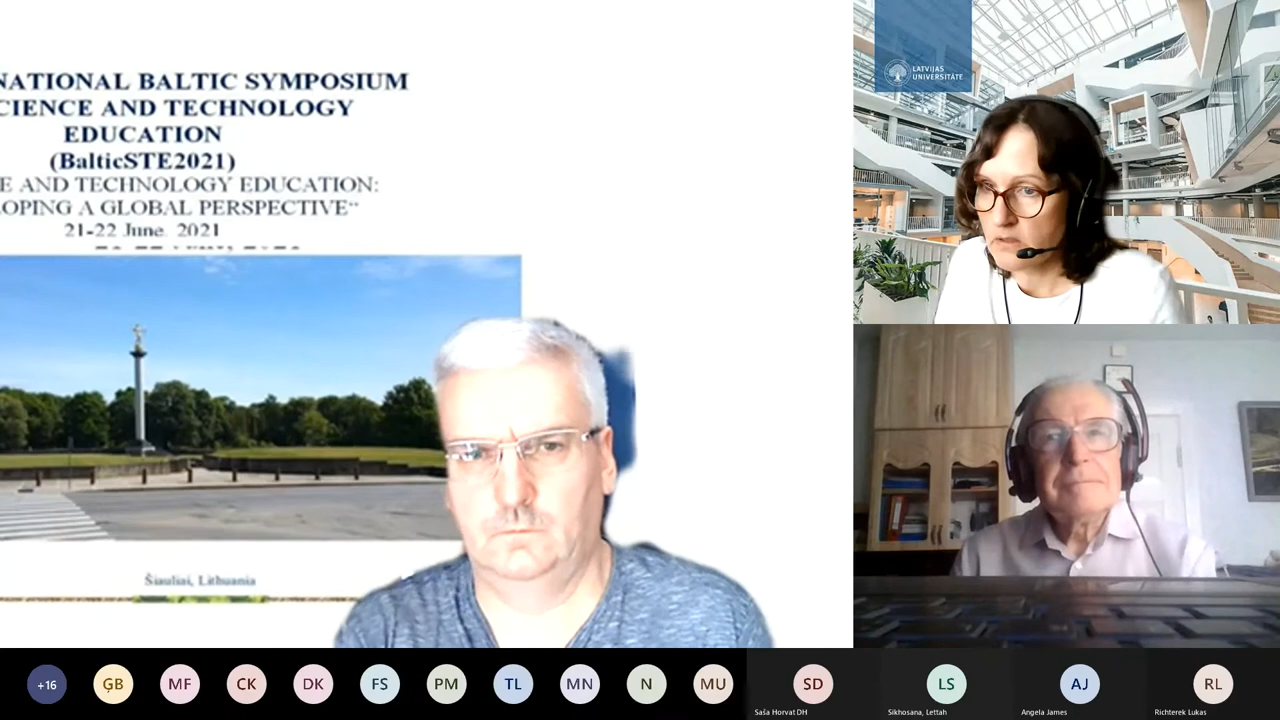 NATIONAL BALTIC SYMPOSIUM
CIENCE AND TECHNOLOGY
EDUCATION
(BalticSTE2021)
E AND TECHNOLOGY EDUCATION:
OPING A GLOBAL PERSPECTIVE“
21-22 June, 2021
Šiauliai, Lithuania
LATVIJAS
UNIVERSITĀTE
+16
ĢB
MF
CK
DK
FS
PM
TL
MN
N
MU
SD
LS
AJ
RL
Saša Horvat DH
Sikhosana, Lettah
Angela James
Richterek Lukas